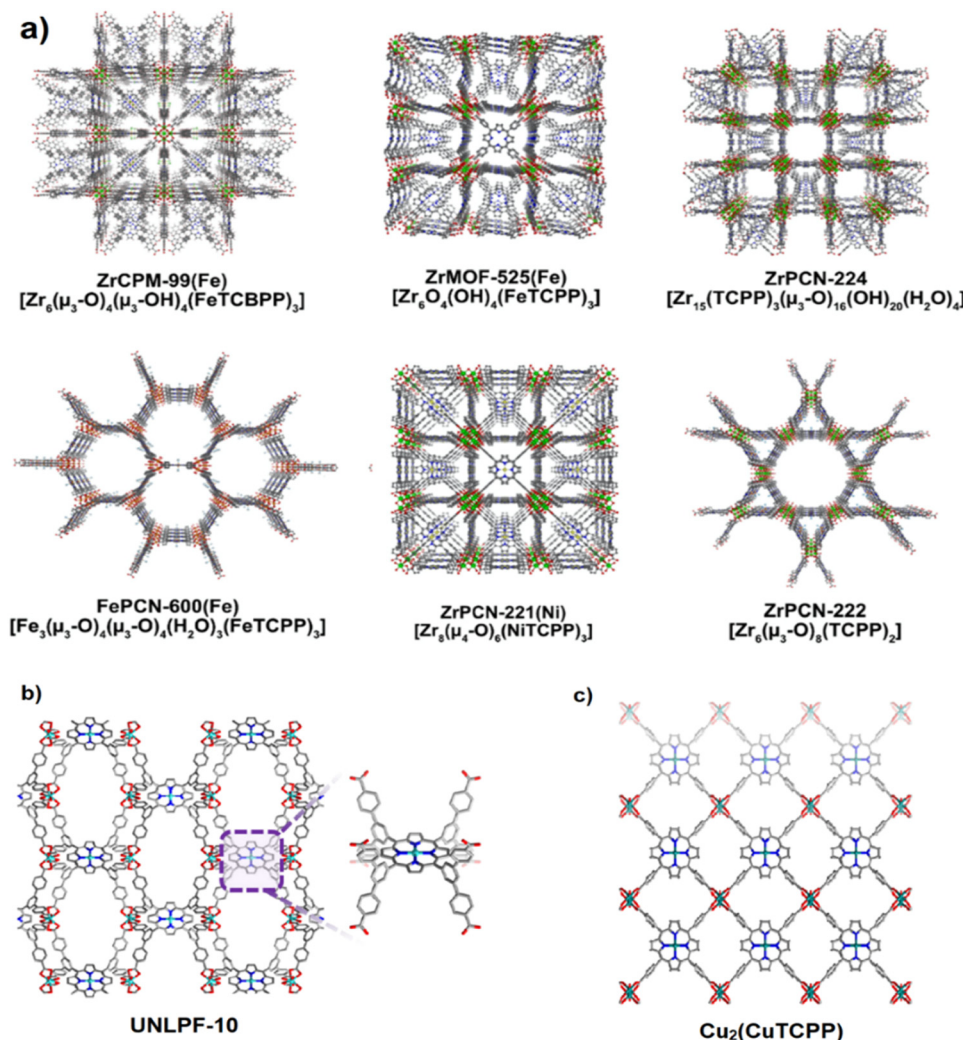 a)
ZrCPM-99(Fe)
[Zr₆(μ₃-O)₄(μ₃-OH)₄(FeTCBPP)₃]
ZrMOF-525(Fe)
[Zr₆O₄(OH)₄(FeTCPP)₃]
ZrPCN-224
[Zr₁₅(TCPP)₃(μ₃-O)₁₆(OH)₂₀(H₂O)₄]
FePCN-600(Fe)
[Fe₃(μ₃-O)₄(μ₃-O)₄(H₂O)₃(FeTCPP)₃]
ZrPCN-221(Ni)
[Zr₈(μ₄-O)₆(NiTCPP)₃]
ZrPCN-222
[Zr₆(μ₃-O)₈(TCPP)₂]
b)
UNLPF-10
c)
Cu₂(CuTCPP)